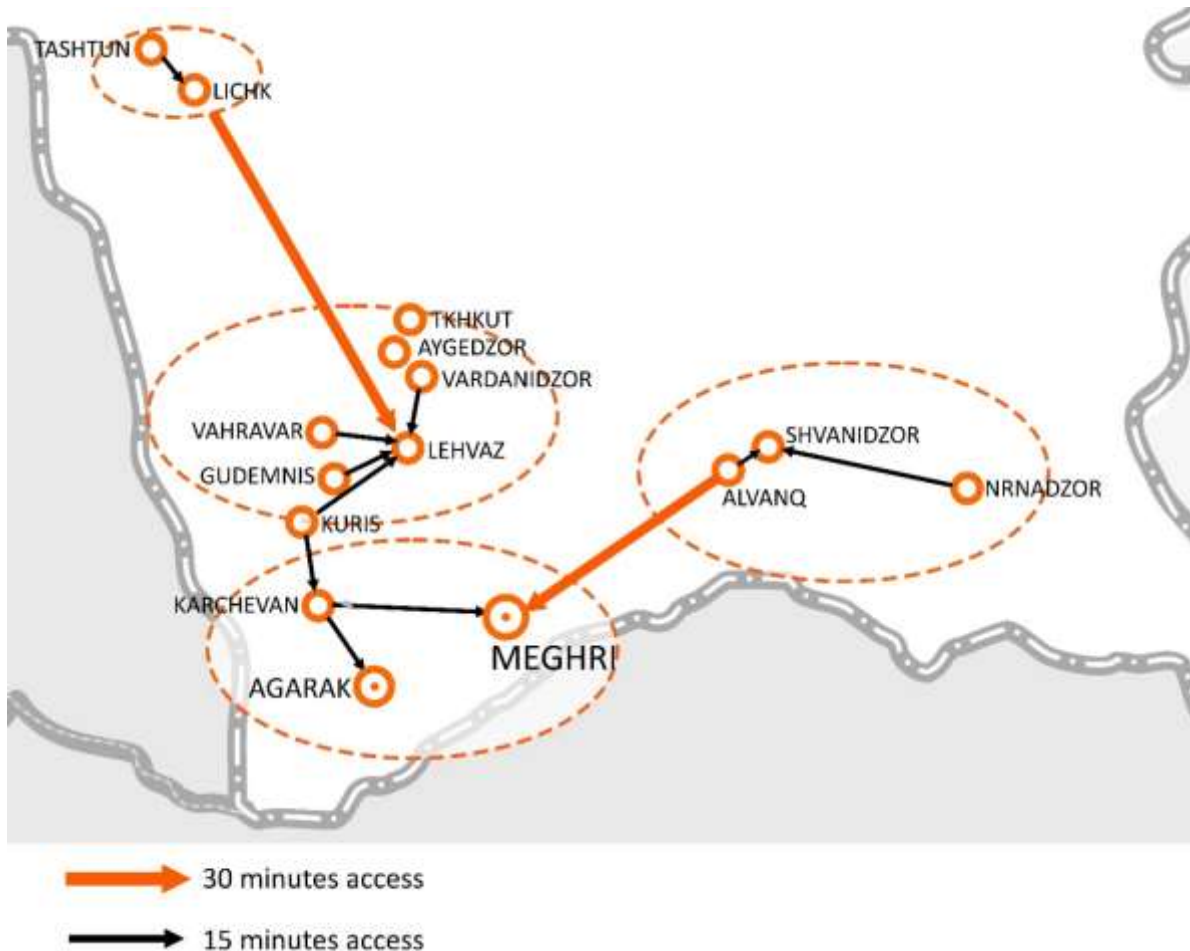 TASHTUN
LICHK
TKHKUT
AYGEDZOR
VARDANIDZOR
VAHRAVAR
LEHVAZ
GUDEMNIS
KURIS
SHVANIDZOR
ALVANQ
NRNADZOR
KARCHEVAN
MEGHRI
AGARAK
30 minutes access
15 minutes access